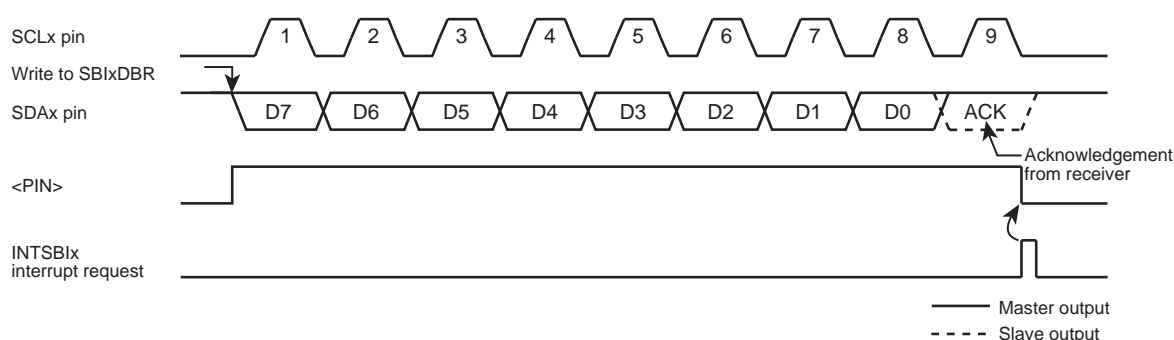 SCLx pin
1 2 3 4 5 6 7 8 9
Write to SBIxDBR
SDAx pin
D7 D6 D5 D4 D3 D2 D1 D0 ACK
Acknowledgement
from receiver
<PIN>
INTSBIx
interrupt request
Master output
Slave output